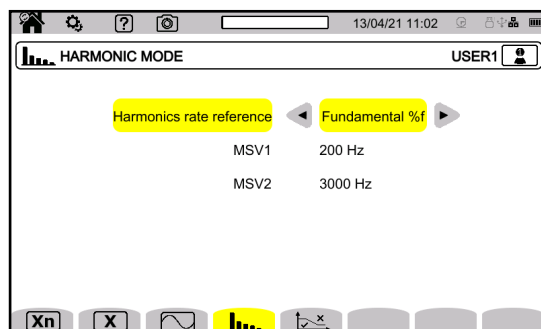 ? 13/04/21 11:02
HARMONIC MODE USER1
Harmonics rate reference ◄ Fundamental %f ►
MSV1 200 Hz
MSV2 3000 Hz
Xn X x